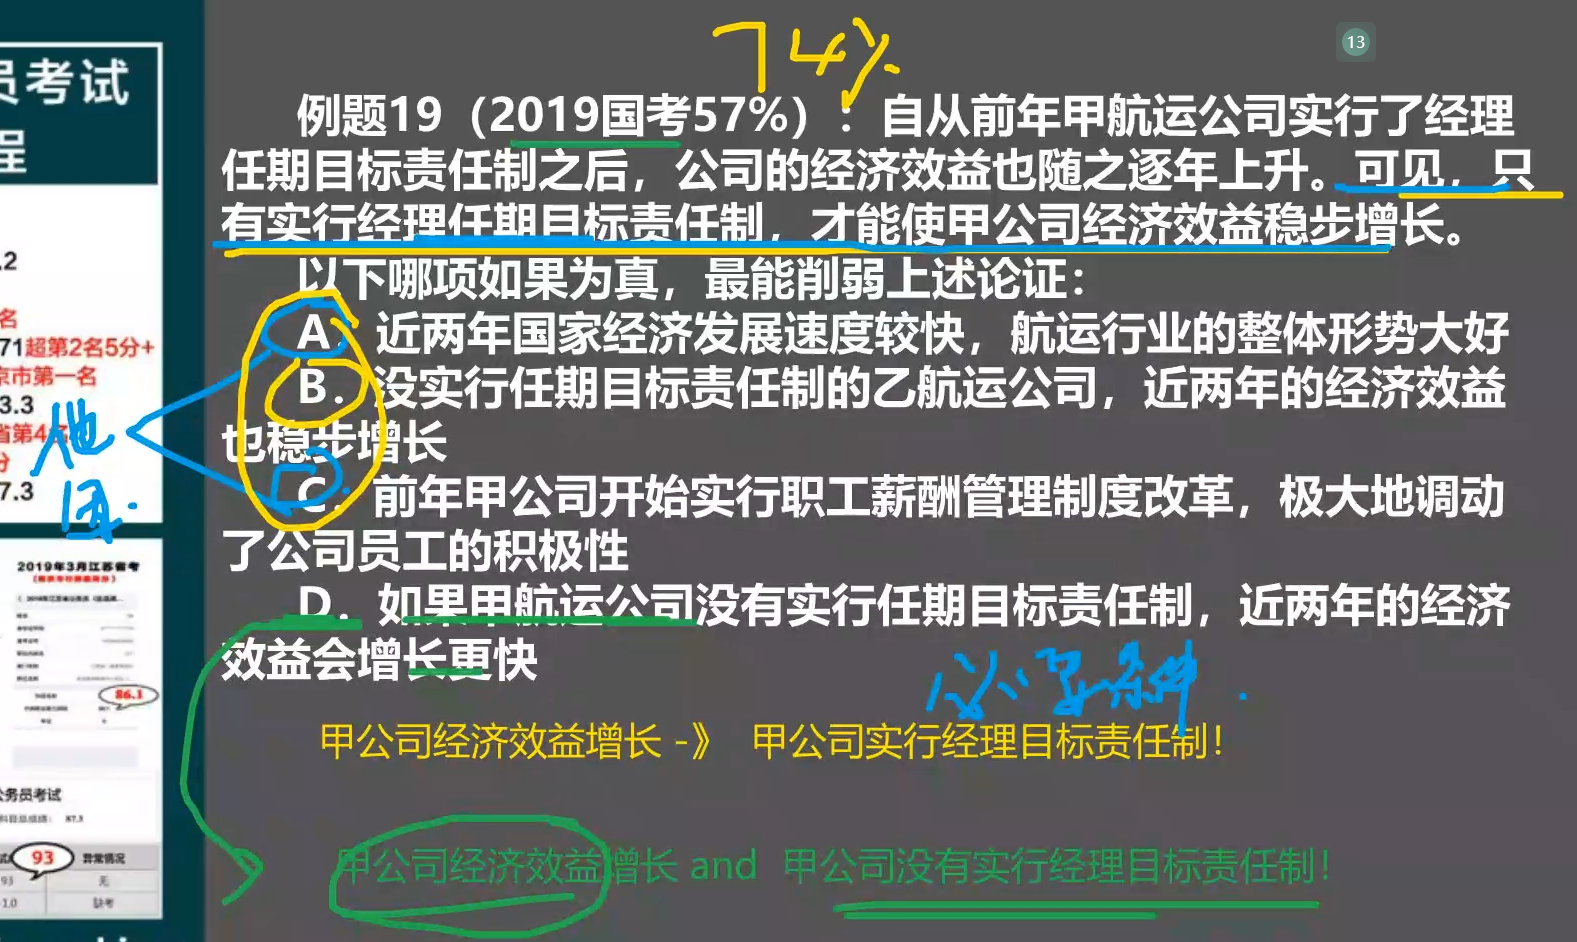 74%
13
员考试
程
例题19（2019国考57%）：自从前年甲航运公司实行了经理
任期目标责任制之后，公司的经济效益也随之逐年上升。可见，只
有实行经理任期目标责任制，才能使甲公司经济效益稳步增长。
以下哪项如果为真，最能削弱上述论证：
A．近两年国家经济发展速度较快，航运行业的整体形势大好
B．没实行任期目标责任制的乙航运公司，近两年的经济效益
也稳步增长
C．前年甲公司开始实行职工薪酬管理制度改革，极大地调动
了公司员工的积极性
D．如果甲航运公司没有实行任期目标责任制，近两年的经济
效益会增长更快
必要条件
甲公司经济效益增长 -》 甲公司实行经理目标责任制！
甲公司经济效益增长 and 甲公司没有实行经理目标责任制！
.2
名
71超第2名5分+
京市第一名
3.3
省第4名
分
7.3
他因
2019年3月江苏省考
86.1
公务员考试
87.3
93 异常情况
93 无
-1.0 缺考